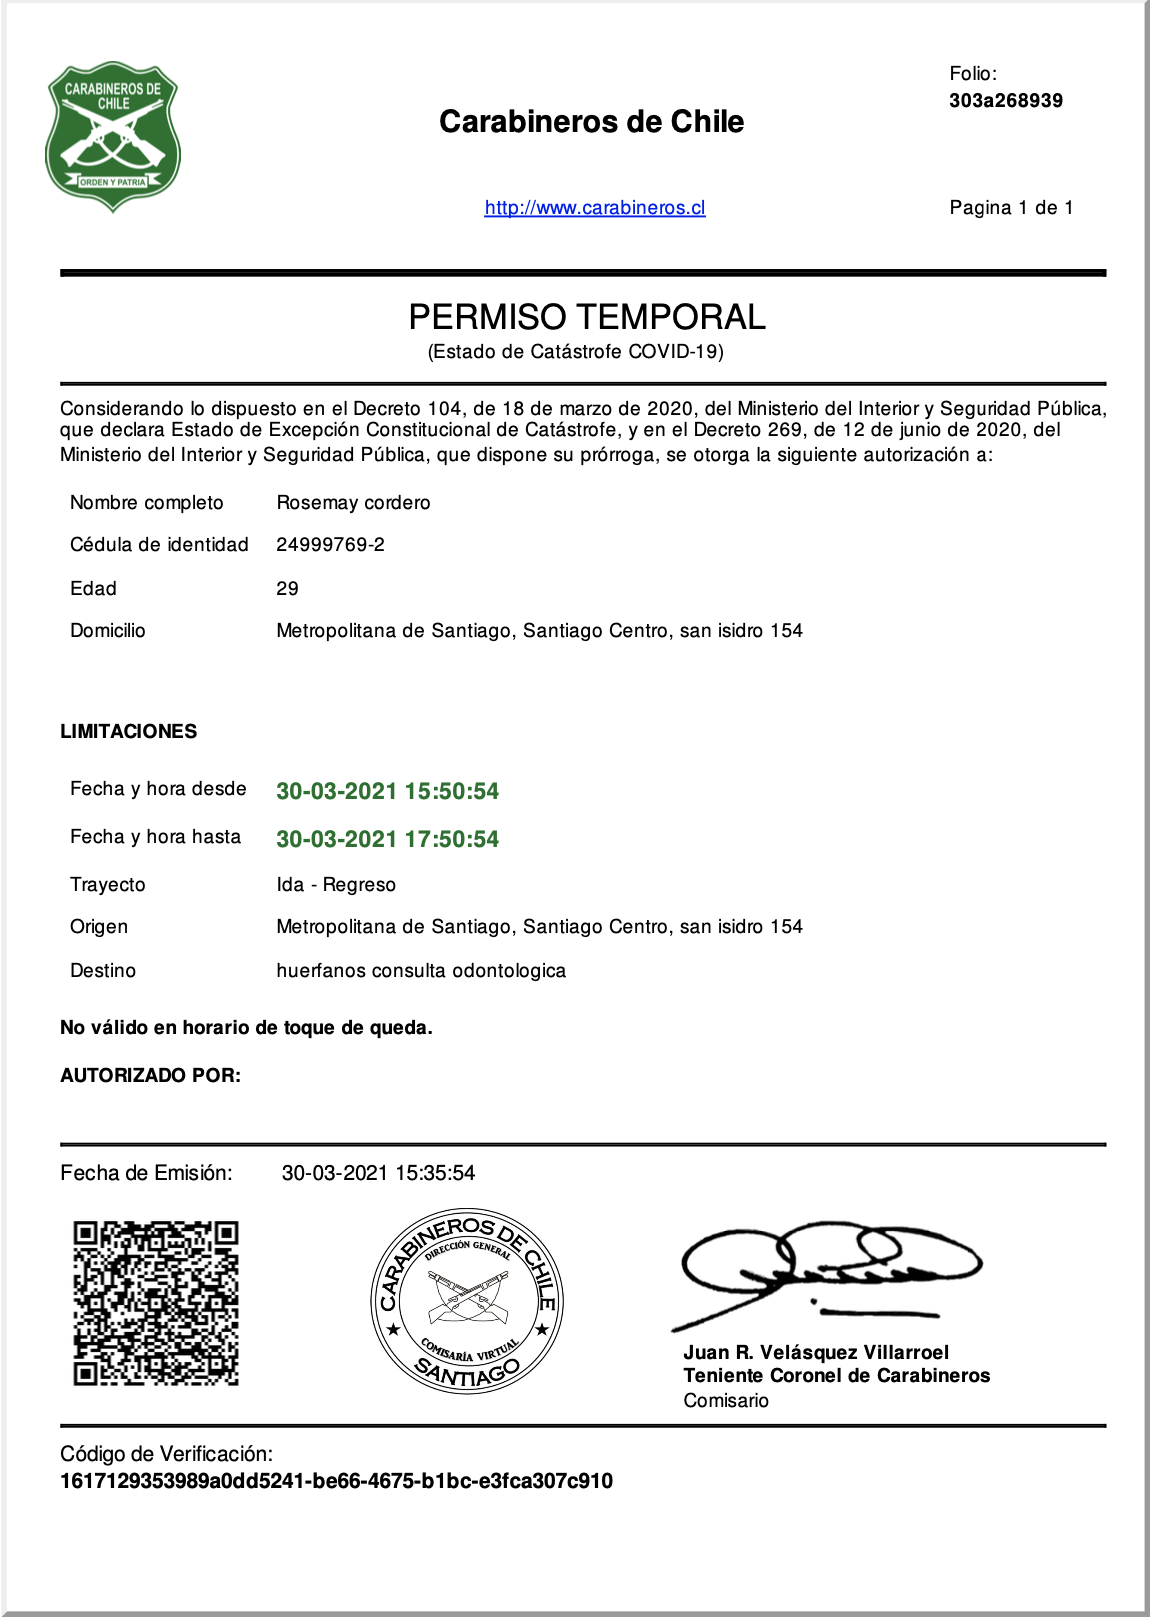 CARABINEROS DE
CHILE
ORDEN Y PATRIA
Carabineros de Chile
http://www.carabineros.cl
Folio:
303a268939
Pagina 1 de 1
PERMISO TEMPORAL
(Estado de Catástrofe COVID-19)
Considerando lo dispuesto en el Decreto 104, de 18 de marzo de 2020, del Ministerio del Interior y Seguridad Pública,
que declara Estado de Excepción Constitucional de Catástrofe, y en el Decreto 269, de 12 de junio de 2020, del
Ministerio del Interior y Seguridad Pública, que dispone su prórroga, se otorga la siguiente autorización a:
Nombre completo Rosemay cordero
Cédula de identidad 24999769-2
Edad 29
Domicilio Metropolitana de Santiago, Santiago Centro, san isidro 154
LIMITACIONES
Fecha y hora desde 30-03-2021 15:50:54
Fecha y hora hasta 30-03-2021 17:50:54
Trayecto Ida - Regreso
Origen Metropolitana de Santiago, Santiago Centro, san isidro 154
Destino huerfanos consulta odontologica
No válido en horario de toque de queda.
AUTORIZADO POR:
Fecha de Emisión: 30-03-2021 15:35:54
CARABINEROS DE CHILE
DIRECCIÓN GENERAL
COMISARÍA VIRTUAL
SANTIAGO
Juan R. Velásquez Villarroel
Teniente Coronel de Carabineros
Comisario
Código de Verificación:
1617129353989a0dd5241-be66-4675-b1bc-e3fca307c910